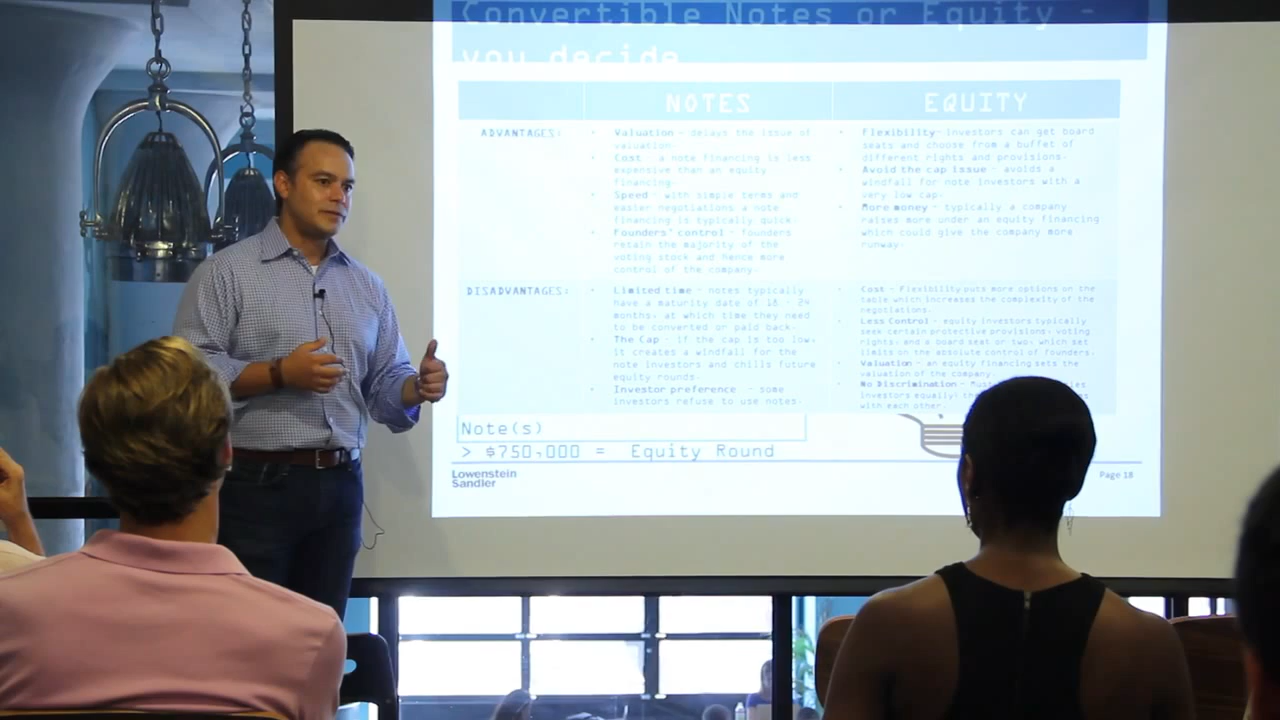 Convertible Notes or Equity -
you decide
NOTES
EQUITY
ADVANTAGES:
• Valuation - delays the issue of
valuation.
• Cost - a note financing is less
expensive than an equity
financing.
• Speed - with simple terms and
easier negotiations a note
financing is typically quick.
• Founders' control - founders
retain the majority of the
voting stock and hence more
control of the company.
• Flexibility- investors can get board
seats and choose from a buffet of
different rights and provisions.
• Avoid the cap issue - avoids a
windfall for note investors with a
very low cap.
• More money - typically a company
raises more under an equity financing
which could give the company more
runway.
DISADVANTAGES:
• Limited time - notes typically
have a maturity date of 18 - 24
months, at which time they need
to be converted or paid back.
• The Cap - if the cap is too low,
it creates a windfall for the
note investors and chills future
equity rounds.
• Investor preference - some
investors refuse to use notes.
• Cost - Flexibility puts more options on the
table which increases the complexity of the
negotiations.
• Less Control - equity investors typically
seek certain protective provisions, voting
rights, and a board seat or two, which set
limits on the absolute control of founders.
• Valuation - an equity financing sets the
valuation of the company.
• No Discrimination -
investors equally
with each other.
Note(s)
> $750,000 = Equity Round
Lowenstein
Sandler
Page 18